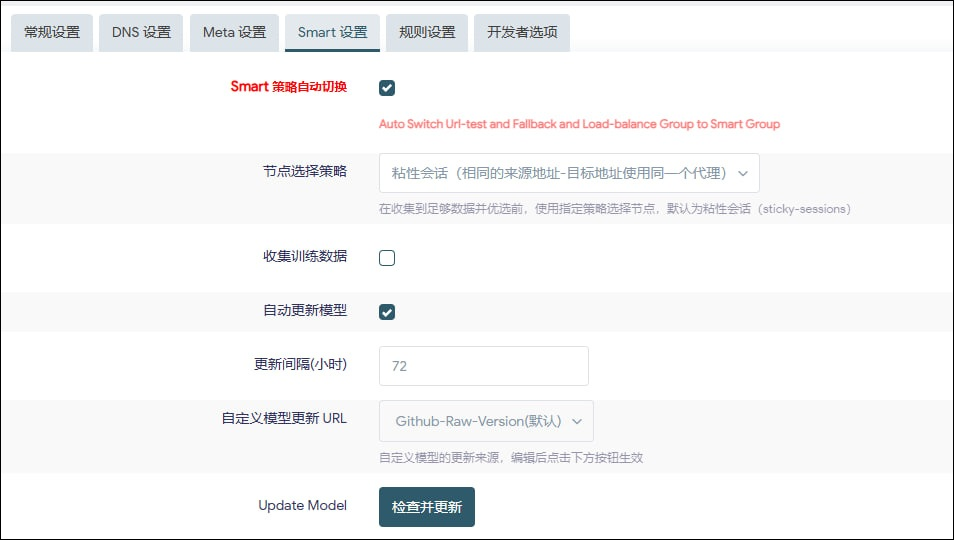 常规设置 DNS 设置 Meta 设置 Smart 设置 规则设置 开发者选项
Smart 策略自动切换
Auto Switch Url-test and Fallback and Load-balance Group to Smart Group
节点选择策略 粘性会话（相同的来源地址-目标地址使用同一个代理）
在收集到足够数据并优选前，使用指定策略选择节点，默认为粘性会话（sticky-sessions）
收集训练数据
自动更新模型
更新间隔(小时) 72
自定义模型更新 URL Github-Raw-Version(默认)
自定义模型的更新来源，编辑后点击下方按钮生效
Update Model 检查并更新